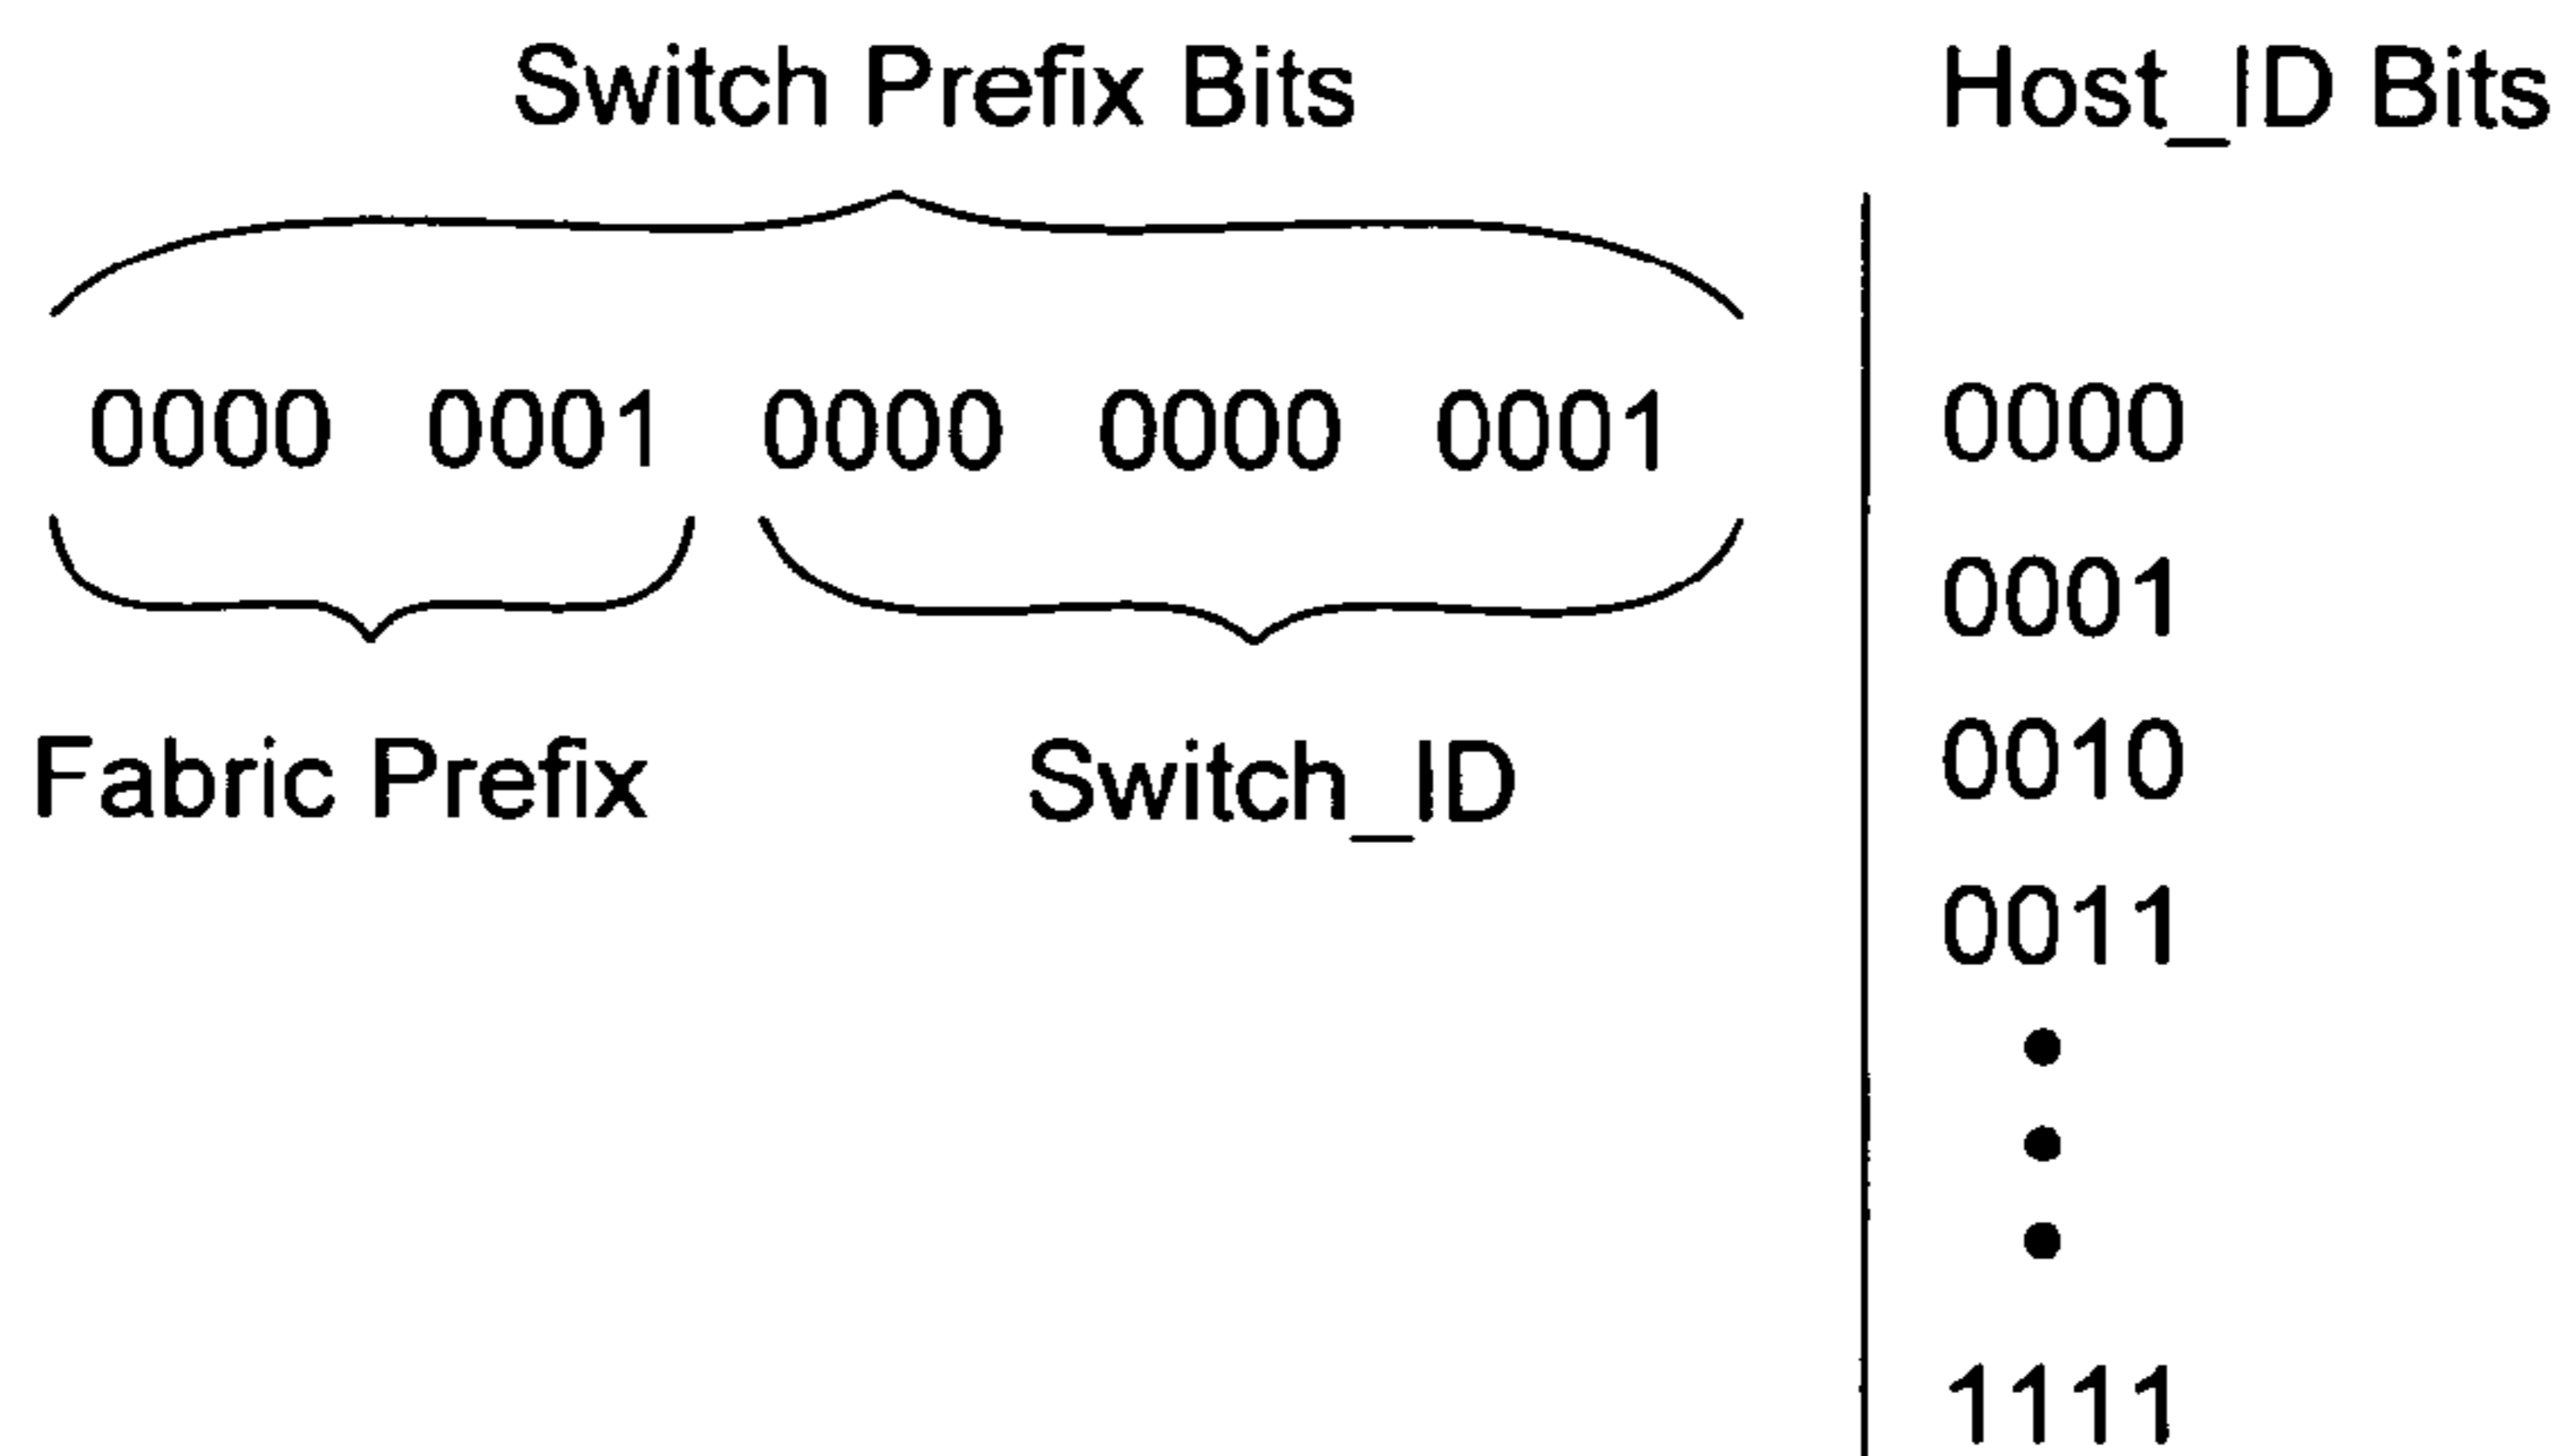 Switch Prefix Bits Host_ID Bits
0000 0001 0000 0000 0001 0000
0001
Fabric Prefix Switch_ID 0010
0011
1111